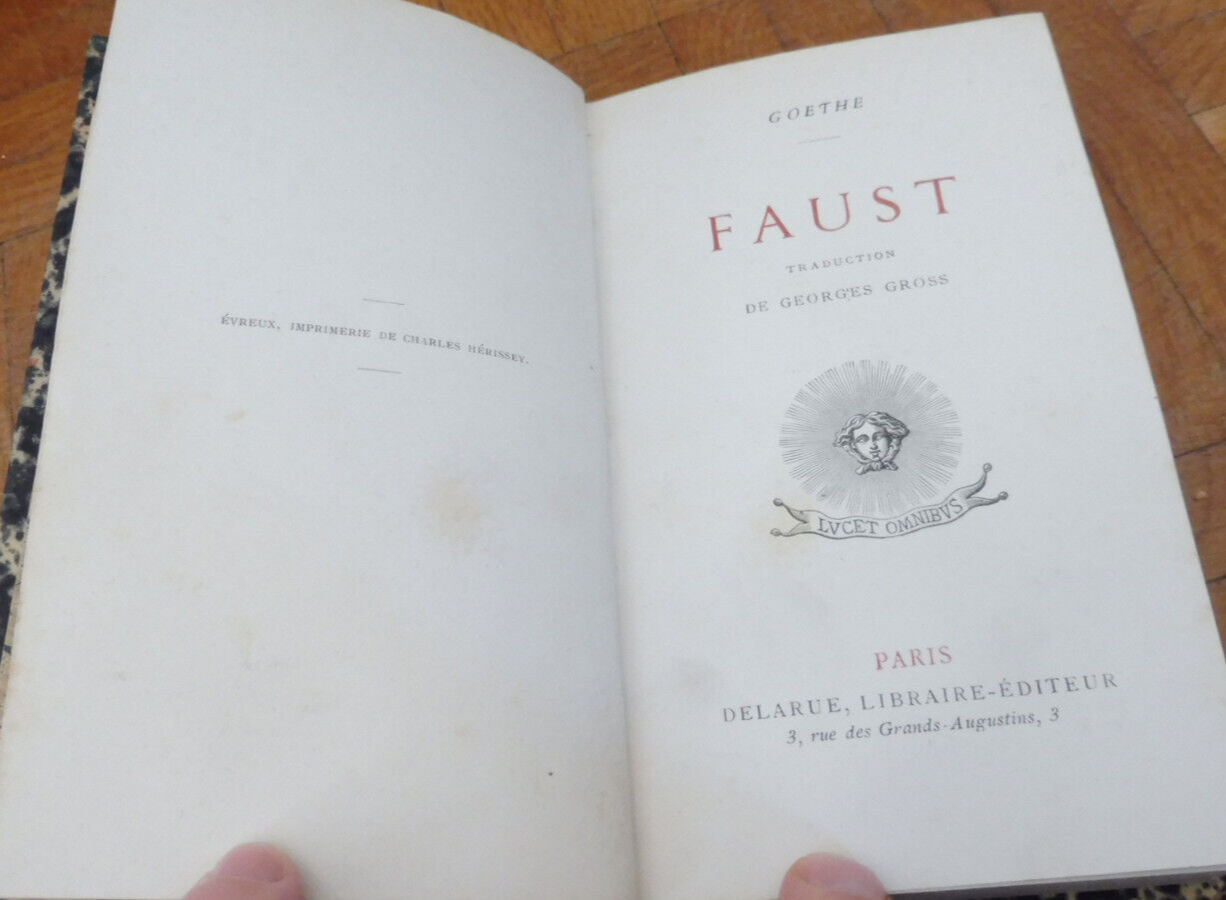 ÉVREUX, IMPRIMERIE DE CHARLES HÉRISSEY.
GOETHE
FAUST
TRADUCTION
DE GEORGES GROSS
LVCET OMNIBVS
PARIS
DELARUE, LIBRAIRE-ÉDITEUR
3, rue des Grands-Augustins, 3